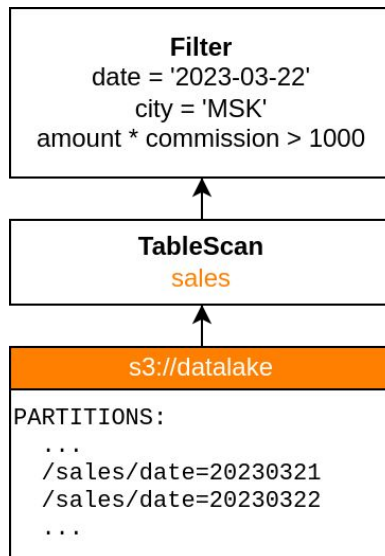 Filter
date = '2023-03-22'
city = 'MSK'
amount * commission > 1000
TableScan
sales
s3://datalake
PARTITIONS:
...
/sales/date=20230321
/sales/date=20230322
...